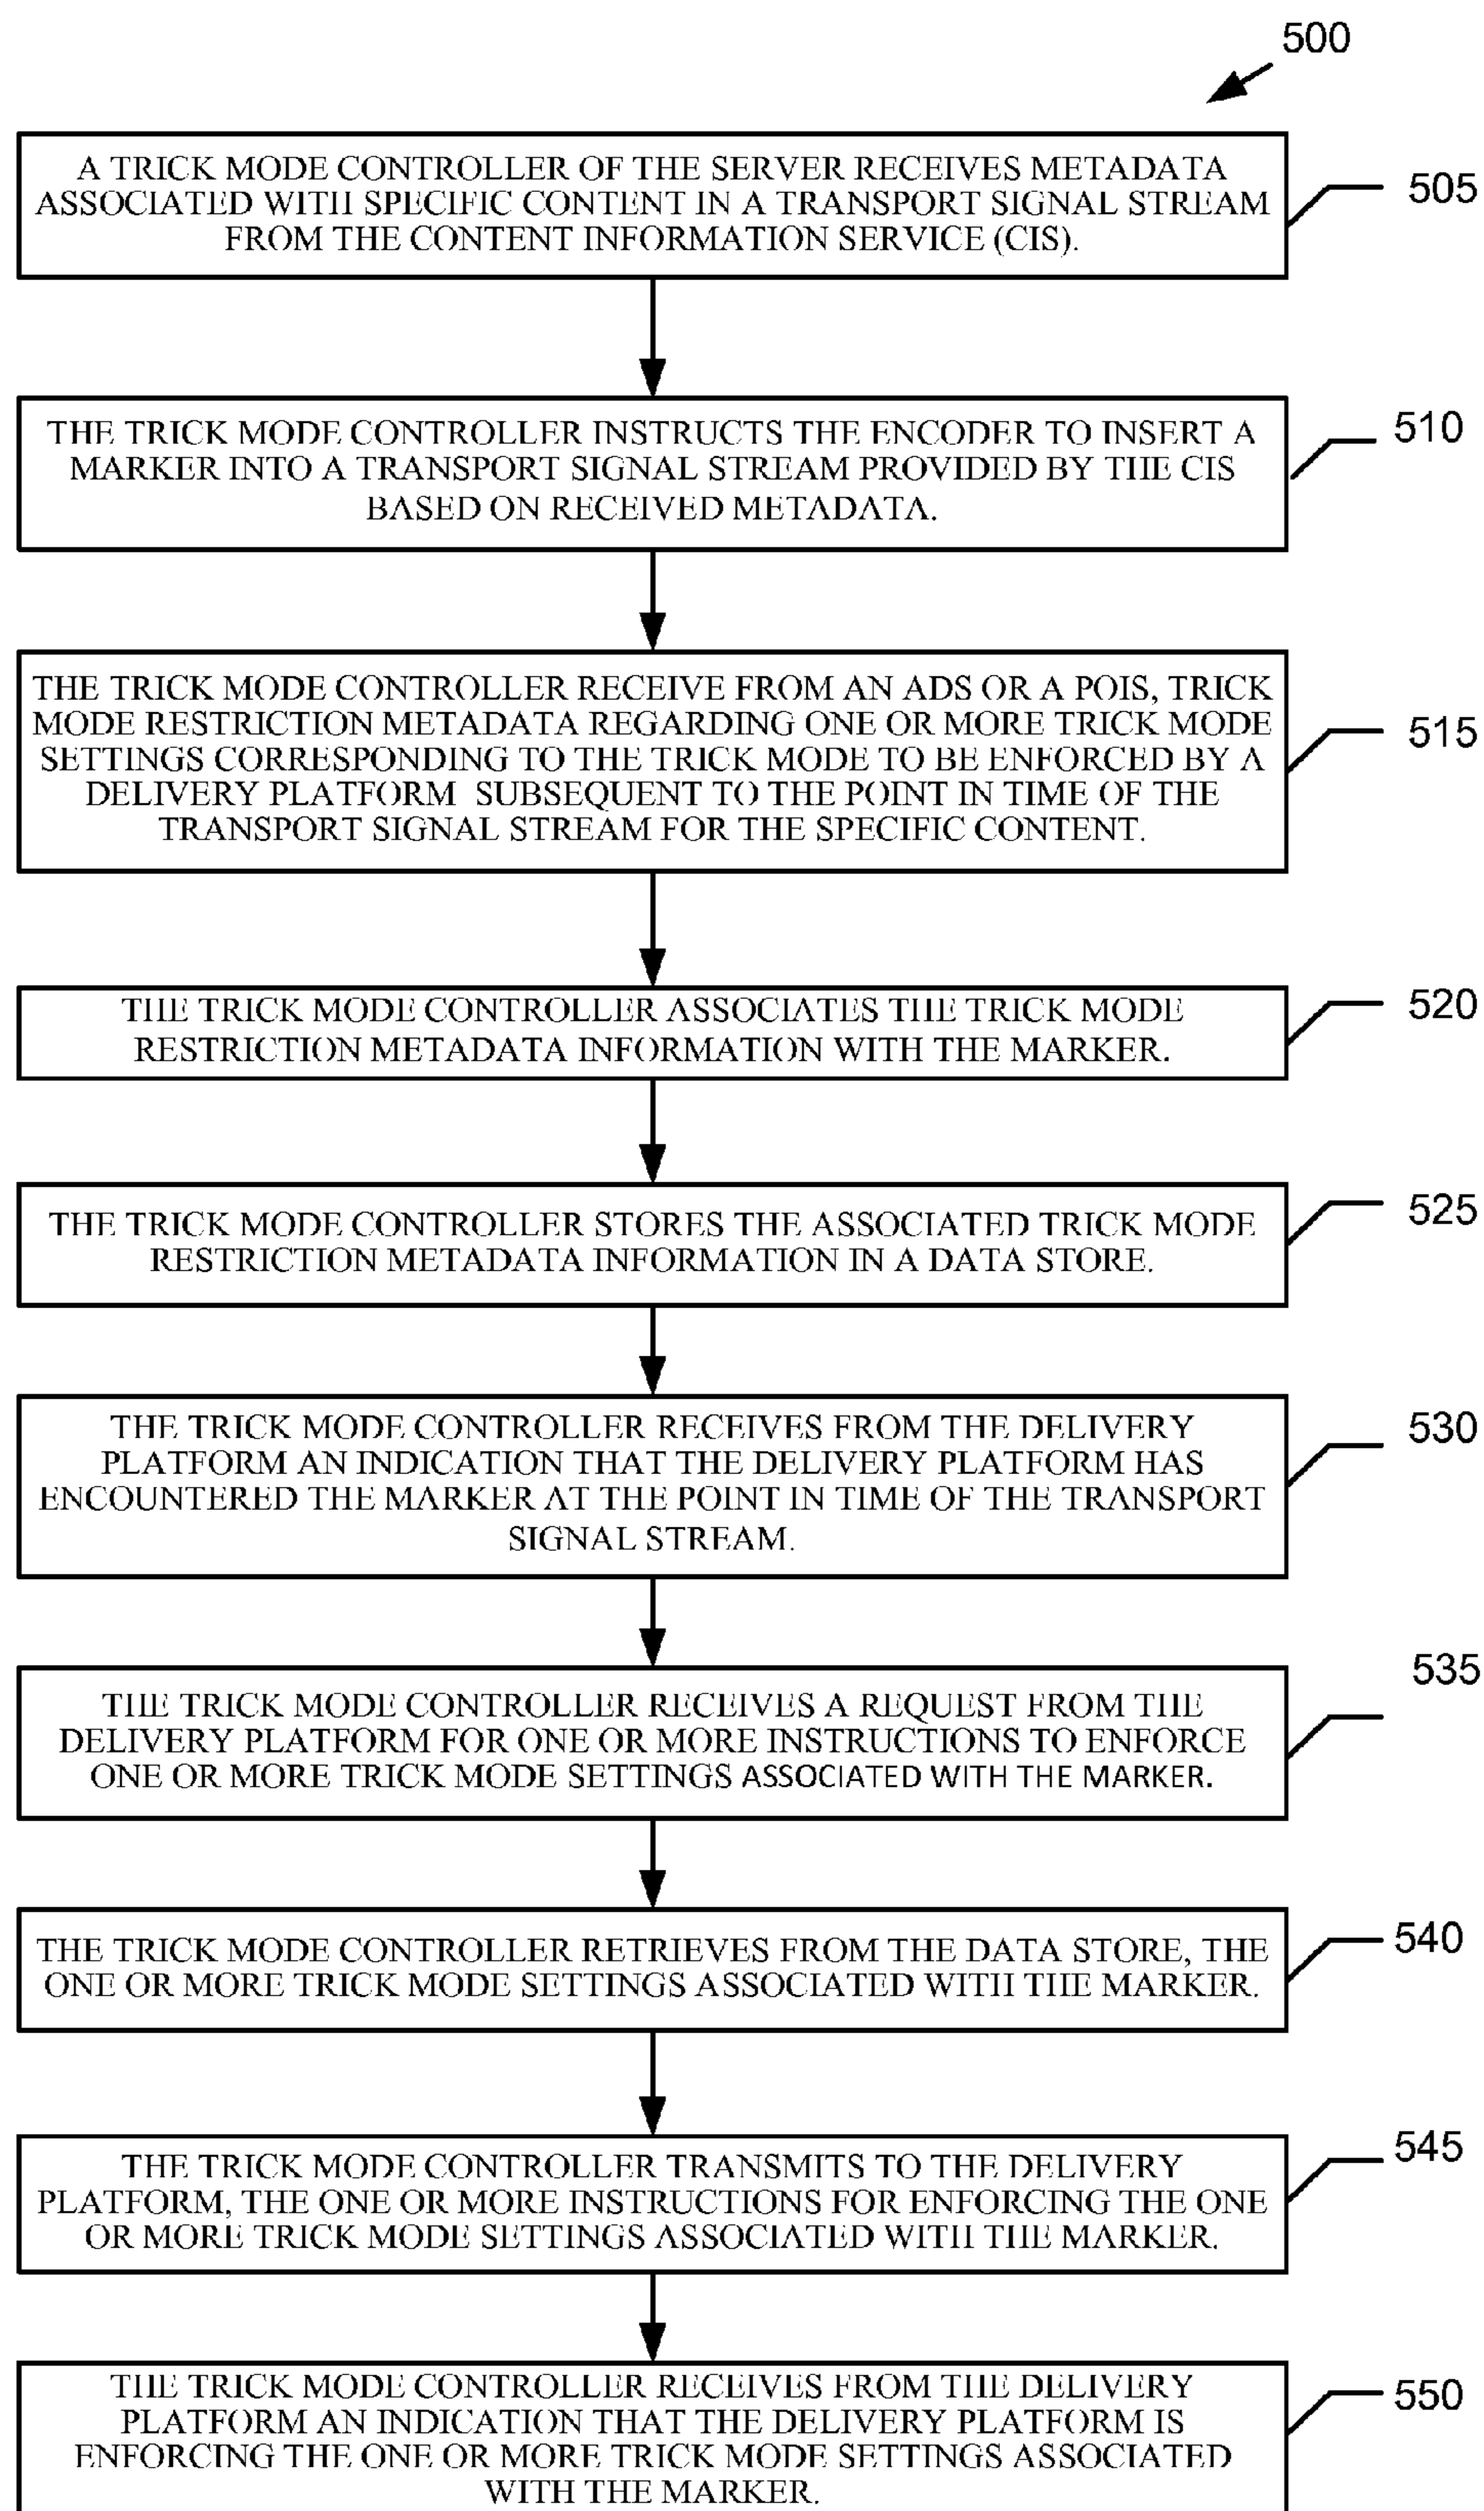 500
A TRICK MODE CONTROLLER OF THE SERVER RECEIVES METADATA
ASSOCIATED WITH SPECIFIC CONTENT IN A TRANSPORT SIGNAL STREAM
FROM THE CONTENT INFORMATION SERVICE (CIS).
505
THE TRICK MODE CONTROLLER INSTRUCTS THE ENCODER TO INSERT A
MARKER INTO A TRANSPORT SIGNAL STREAM PROVIDED BY THE CIS
BASED ON RECEIVED METADATA.
510
THE TRICK MODE CONTROLLER RECEIVE FROM AN ADS OR A POIS, TRICK
MODE RESTRICTION METADATA REGARDING ONE OR MORE TRICK MODE
SETTINGS CORRESPONDING TO THE TRICK MODE TO BE ENFORCED BY A
DELIVERY PLATFORM SUBSEQUENT TO THE POINT IN TIME OF THE
TRANSPORT SIGNAL STREAM FOR THE SPECIFIC CONTENT.
515
THE TRICK MODE CONTROLLER ASSOCIATES THE TRICK MODE
RESTRICTION METADATA INFORMATION WITH THE MARKER.
520
THE TRICK MODE CONTROLLER STORES THE ASSOCIATED TRICK MODE
RESTRICTION METADATA INFORMATION IN A DATA STORE.
525
THE TRICK MODE CONTROLLER RECEIVES FROM THE DELIVERY
PLATFORM AN INDICATION THAT THE DELIVERY PLATFORM HAS
ENCOUNTERED THE MARKER AT THE POINT IN TIME OF THE TRANSPORT
SIGNAL STREAM.
530
THE TRICK MODE CONTROLLER RECEIVES A REQUEST FROM THE
DELIVERY PLATFORM FOR ONE OR MORE INSTRUCTIONS TO ENFORCE
ONE OR MORE TRICK MODE SETTINGS ASSOCIATED WITH THE MARKER.
535
THE TRICK MODE CONTROLLER RETRIEVES FROM THE DATA STORE, THE
ONE OR MORE TRICK MODE SETTINGS ASSOCIATED WITH THE MARKER.
540
THE TRICK MODE CONTROLLER TRANSMITS TO THE DELIVERY
PLATFORM, THE ONE OR MORE INSTRUCTIONS FOR ENFORCING THE ONE
OR MORE TRICK MODE SETTINGS ASSOCIATED WITH THE MARKER.
545
THE TRICK MODE CONTROLLER RECEIVES FROM THE DELIVERY
PLATFORM AN INDICATION THAT THE DELIVERY PLATFORM IS
ENFORCING THE ONE OR MORE TRICK MODE SETTINGS ASSOCIATED
WITH THE MARKER.
550